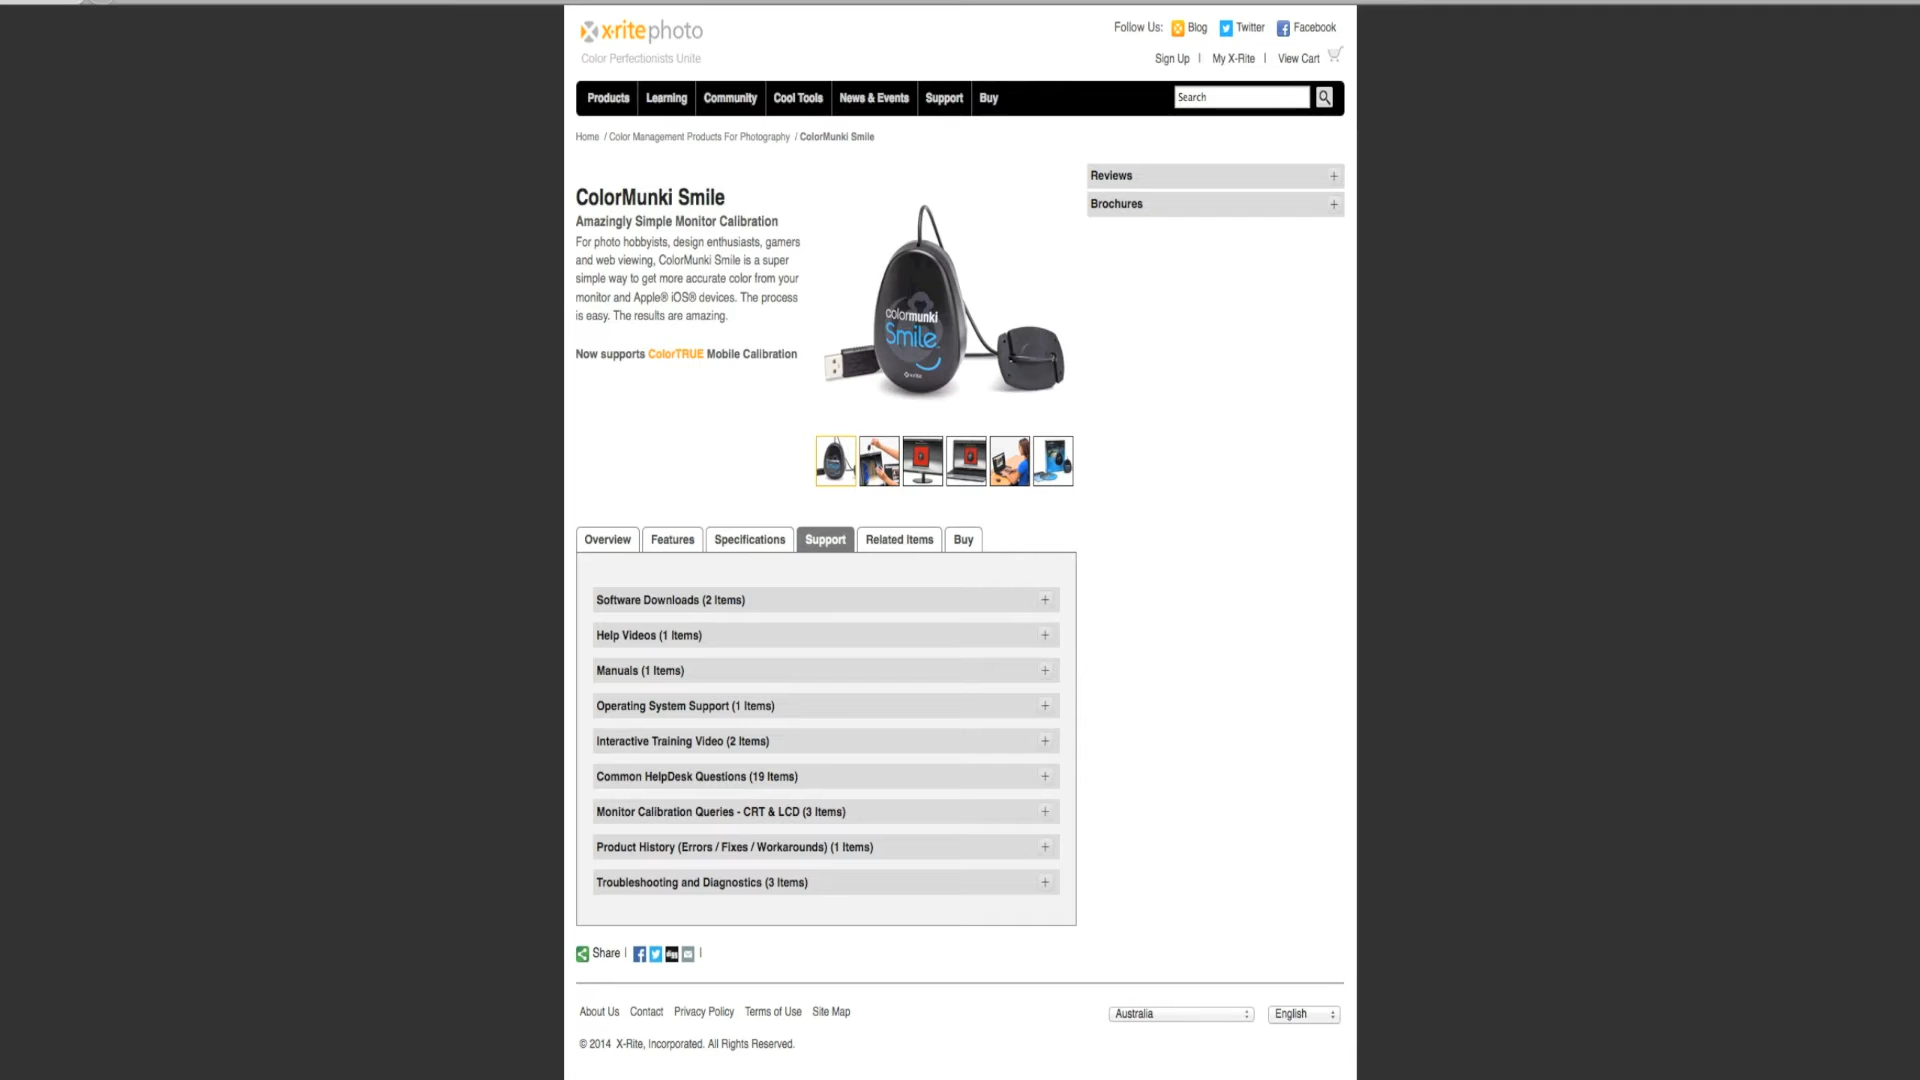 x·rite photo
Color Perfectionists Unite
Follow Us: Blog Twitter Facebook
Sign Up | My X-Rite | View Cart
Products Learning Community Cool Tools News & Events Support Buy
Search
Home / Color Management Products For Photography / ColorMunki Smile
ColorMunki Smile
Amazingly Simple Monitor Calibration
For photo hobbyists, design enthusiasts, gamers
and web viewing, ColorMunki Smile is a super
simple way to get more accurate color from your
monitor and Apple® iOS® devices. The process
is easy. The results are amazing.
Now supports ColorTRUE Mobile Calibration
colormunki
Smile
x·rite
Reviews
Brochures
Overview Features Specifications Support Related Items Buy
Software Downloads (2 Items)
Help Videos (1 Items)
Manuals (1 Items)
Operating System Support (1 Items)
Interactive Training Video (2 Items)
Common HelpDesk Questions (19 Items)
Monitor Calibration Queries - CRT & LCD (3 Items)
Product History (Errors / Fixes / Workarounds) (1 Items)
Troubleshooting and Diagnostics (3 Items)
Share | digg |
About Us Contact Privacy Policy Terms of Use Site Map
Australia English
© 2014 X-Rite, Incorporated. All Rights Reserved.